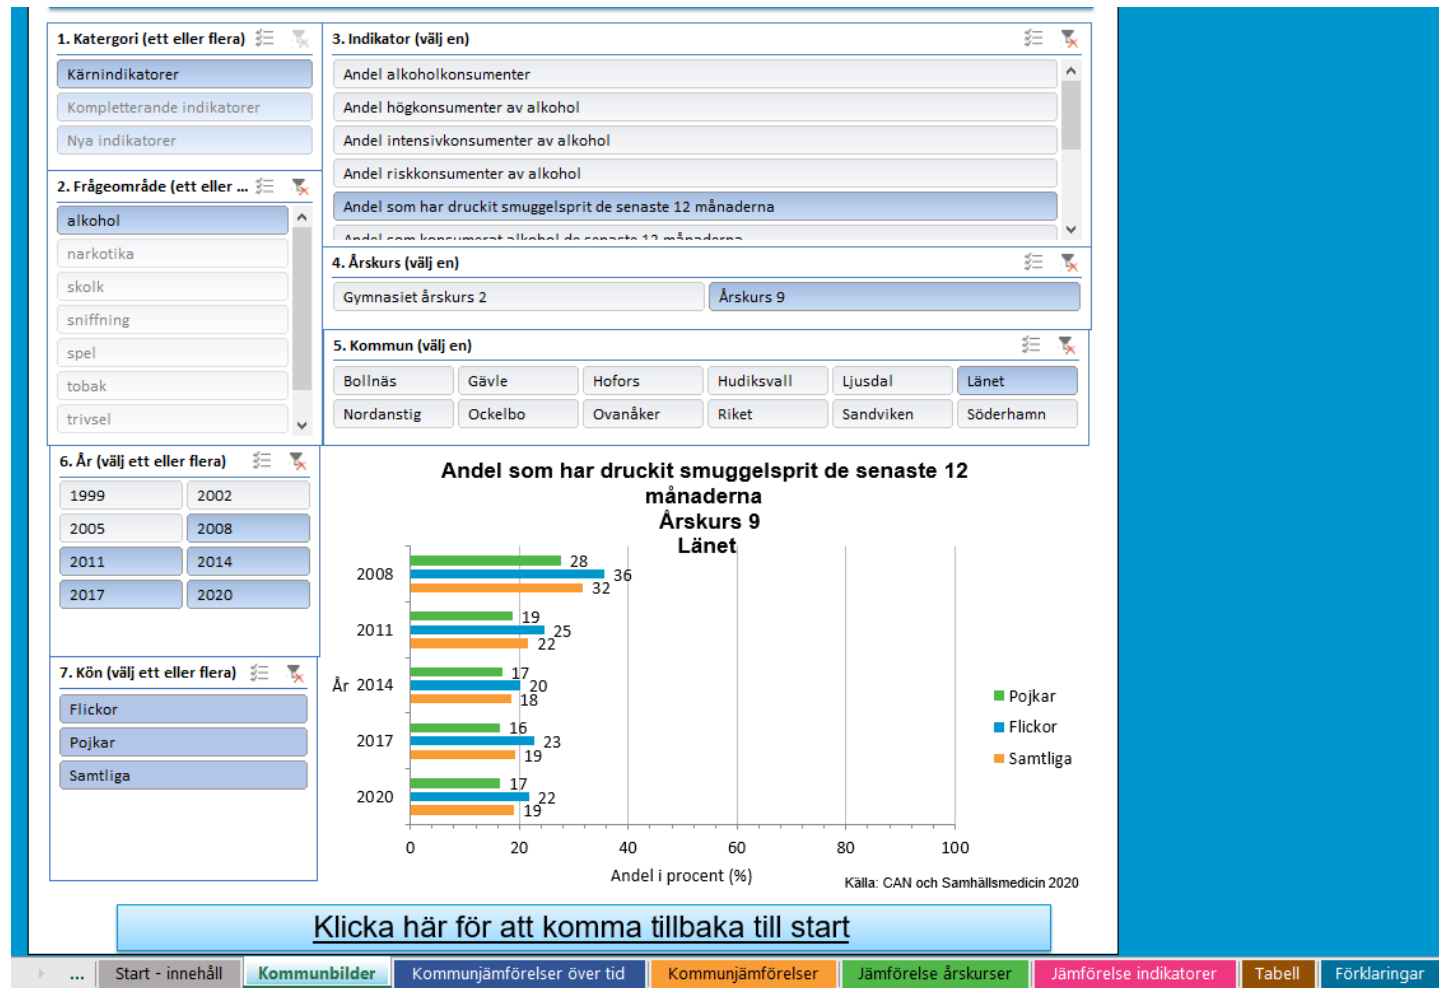 1. Katergori (ett eller flera)
Kärnindikatorer
Kompletterande indikatorer
Nya indikatorer
2. Frågeområde (ett eller ...
alkohol
narkotika
skolk
sniffning
spel
tobak
trivsel
3. Indikator (välj en)
Andel alkoholkonsumenter
Andel högkonsumenter av alkohol
Andel intensivkonsumenter av alkohol
Andel riskkonsumenter av alkohol
Andel som har druckit smuggelsprit de senaste 12 månaderna
Andel som konsumerat alkohol de senaste 12 månaderna
4. Årskurs (välj en)
Gymnasiet årskurs 2
Årskurs 9
5. Kommun (välj en)
Bollnäs Gävle Hofors Hudiksvall Ljusdal Länet
Nordanstig Ockelbo Ovanåker Riket Sandviken Söderhamn
6. År (välj ett eller flera)
1999 2002
2005 2008
2011 2014
2017 2020
7. Kön (välj ett eller flera)
Flickor
Pojkar
Samtliga
Andel som har druckit smuggelsprit de senaste 12
månaderna
Årskurs 9
Länet
28
2008 36
32
19
2011 25
22
17
År 2014 20
18
16
2017 23
19
17
2020 22
19
Pojkar
Flickor
Samtliga
0 20 40 60 80 100
Andel i procent (%)
Källa: CAN och Samhällsmedicin 2020
Klicka här för att komma tillbaka till start
... Start - innehåll Kommunbilder Kommunjämförelser över tid Kommunjämförelser Jämförelse årskurser Jämförelse indikatorer Tabell Förklaringar